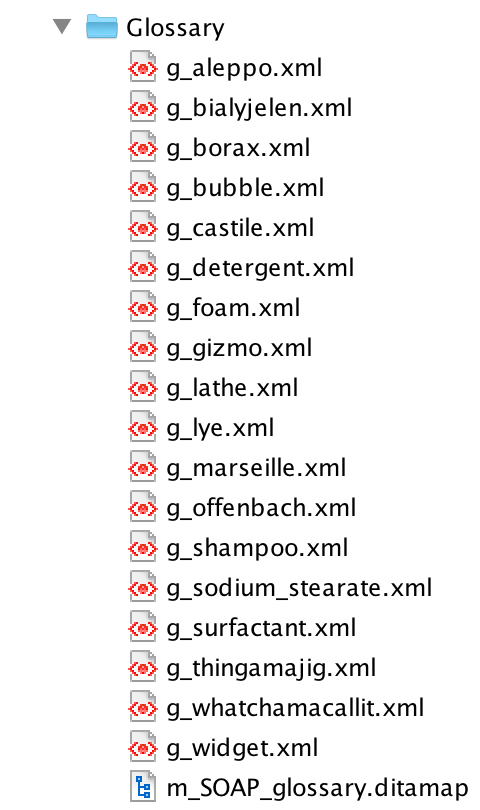 Glossary
g_aleppo.xml
g_bialyjelen.xml
g_borax.xml
g_bubble.xml
g_castile.xml
g_detergent.xml
g_foam.xml
g_gizmo.xml
g_lathe.xml
g_lye.xml
g_marseille.xml
g_offenbach.xml
g_shampoo.xml
g_sodium_stearate.xml
g_surfactant.xml
g_thingamajig.xml
g_whatchamacallit.xml
g_widget.xml
m_SOAP_glossary.ditamap